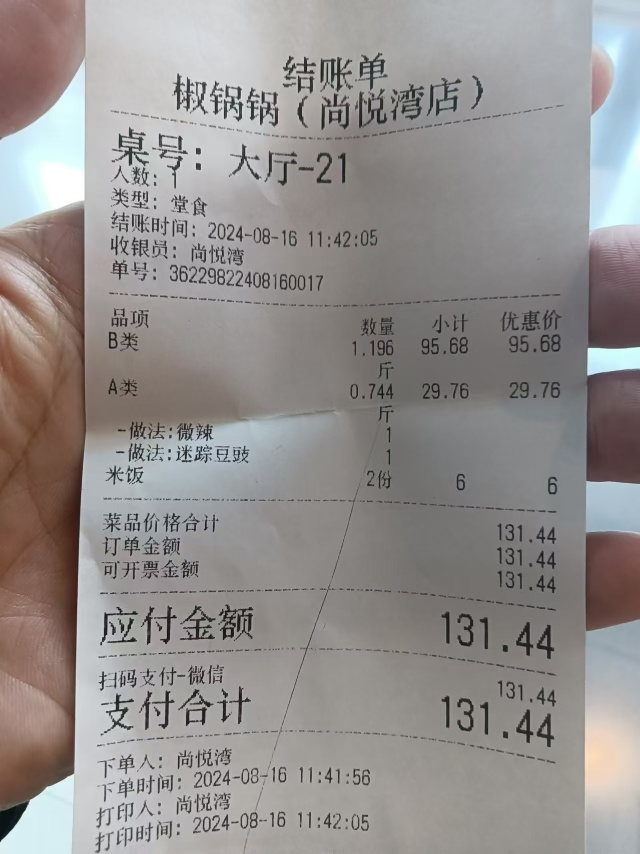 结账单
椒锅锅（尚悦湾店）
桌号：大厅-21
人数：1
类型：堂食
结账时间：2024-08-16 11:42:05
收银员：尚悦湾
单号：36229822408160017
品项 数量 小计 优惠价
B类 1.196 95.68 95.68
斤
A类 0.744 29.76 29.76
斤
-做法:微辣 1
-做法:迷踪豆豉 1
米饭 2份 6 6
菜品价格合计 131.44
订单金额 131.44
可开票金额 131.44
应付金额 131.44
扫码支付-微信 131.44
支付合计 131.44
下单人：尚悦湾
下单时间：2024-08-16 11:41:56
打印人：尚悦湾
打印时间：2024-08-16 11:42:05